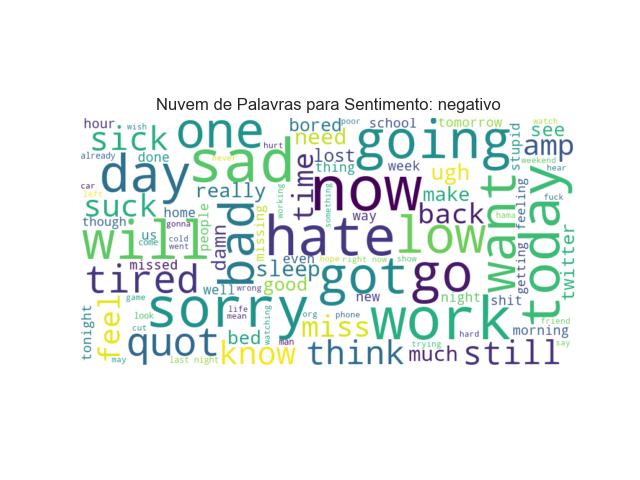 Nuvem de Palavras para Sentimento: negativo
hour
wish
sick
one
bored
poor
school
tomorrow
watch
going
need
stupid
see
already
done
hurt
lost
amp
never
thing
week
ugh
weekend
hear
day
sad
time
now
car
left
really
working
something
make
want
feeling
fuck
suck
gonna
home
people
bad
missing
way
back
hama
today
though
damn
hate
low
getting
twitter
will
us
come
cold
went
even
hope
right now
show
missed
sleep
tired
well
wrong
good
got
go
new
night
shit
game
sorry
life
mean
org
phone
work
friend
tonight
feel
look
cut
watching
miss
trying
hard
morning
say
quot
bed
man
know
think
much
still
may
last night